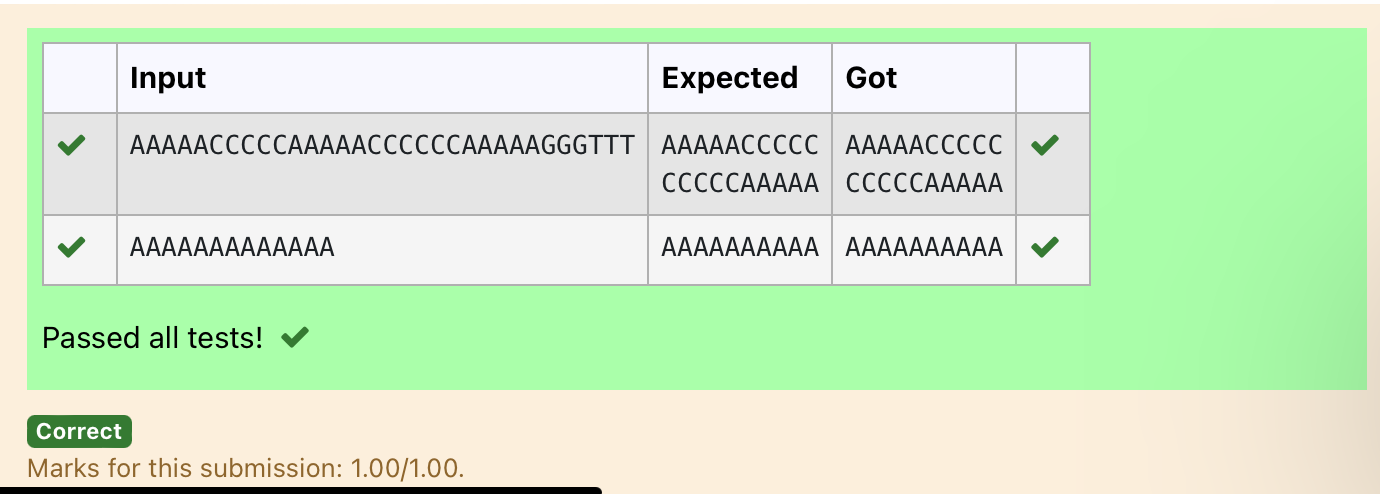 Input Expected Got
AAAAACCCCCAAAAACCCCCCAAAAAGGGTTT AAAAACCCCC AAAAACCCCC
CCCCCAAAAA CCCCCAAAAA
AAAAAAAAAAAAA AAAAAAAAAA AAAAAAAAAA
Passed all tests!
Correct
Marks for this submission: 1.00/1.00.